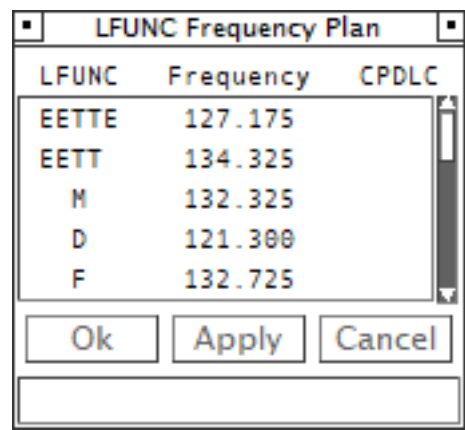 LFUNC Frequency Plan
LFUNC Frequency CPDLC
EETTE 127.175
EETT 134.325
M 132.325
D 121.300
F 132.725
Ok Apply Cancel